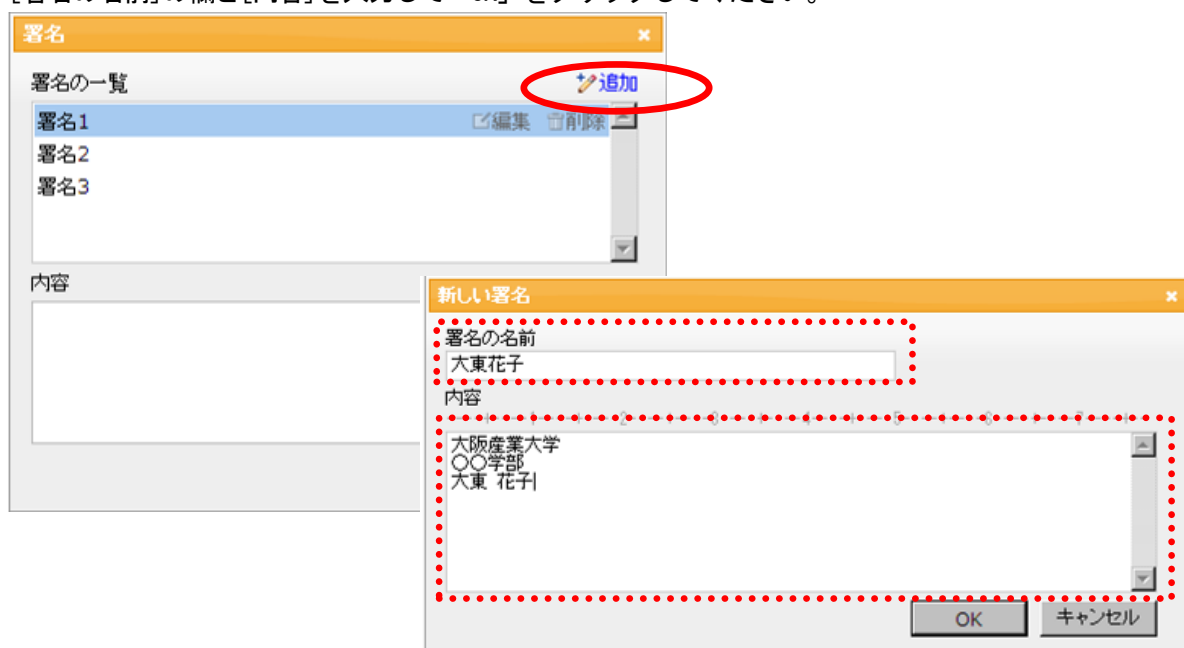 署名
署名の一覧
追加
署名1 編集 削除
署名2
署名3
内容
新しい署名
署名の名前
大東花子
内容
大阪産業大学
〇〇学部
大東 花子
OK キャンセル